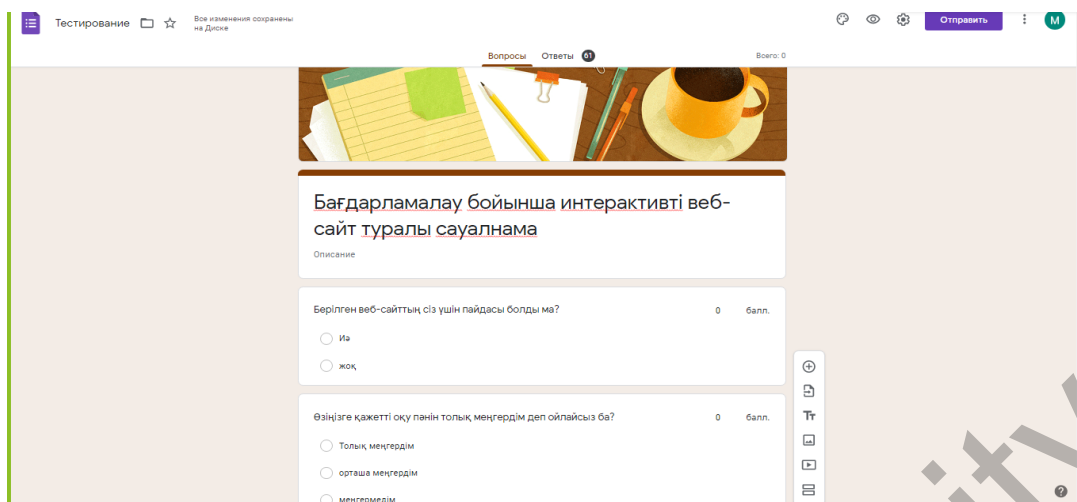 Тестирование
Все изменения сохранены
на Диске
Отправить
M
Вопросы Ответы 61
Всего: 0
Бағдарламалау бойынша интерактивті веб-
сайт туралы сауалнама
Описание
Берілген веб-сайттың сіз үшін пайдасы болды ма? 0 балл.
Иә
жоқ
Өзіңізге қажетті оқу пәнін толық меңгердім деп ойлайсыз ба? 0 балл.
Толық меңгердім
орташа меңгердім
меңгермедім
Тт
ity